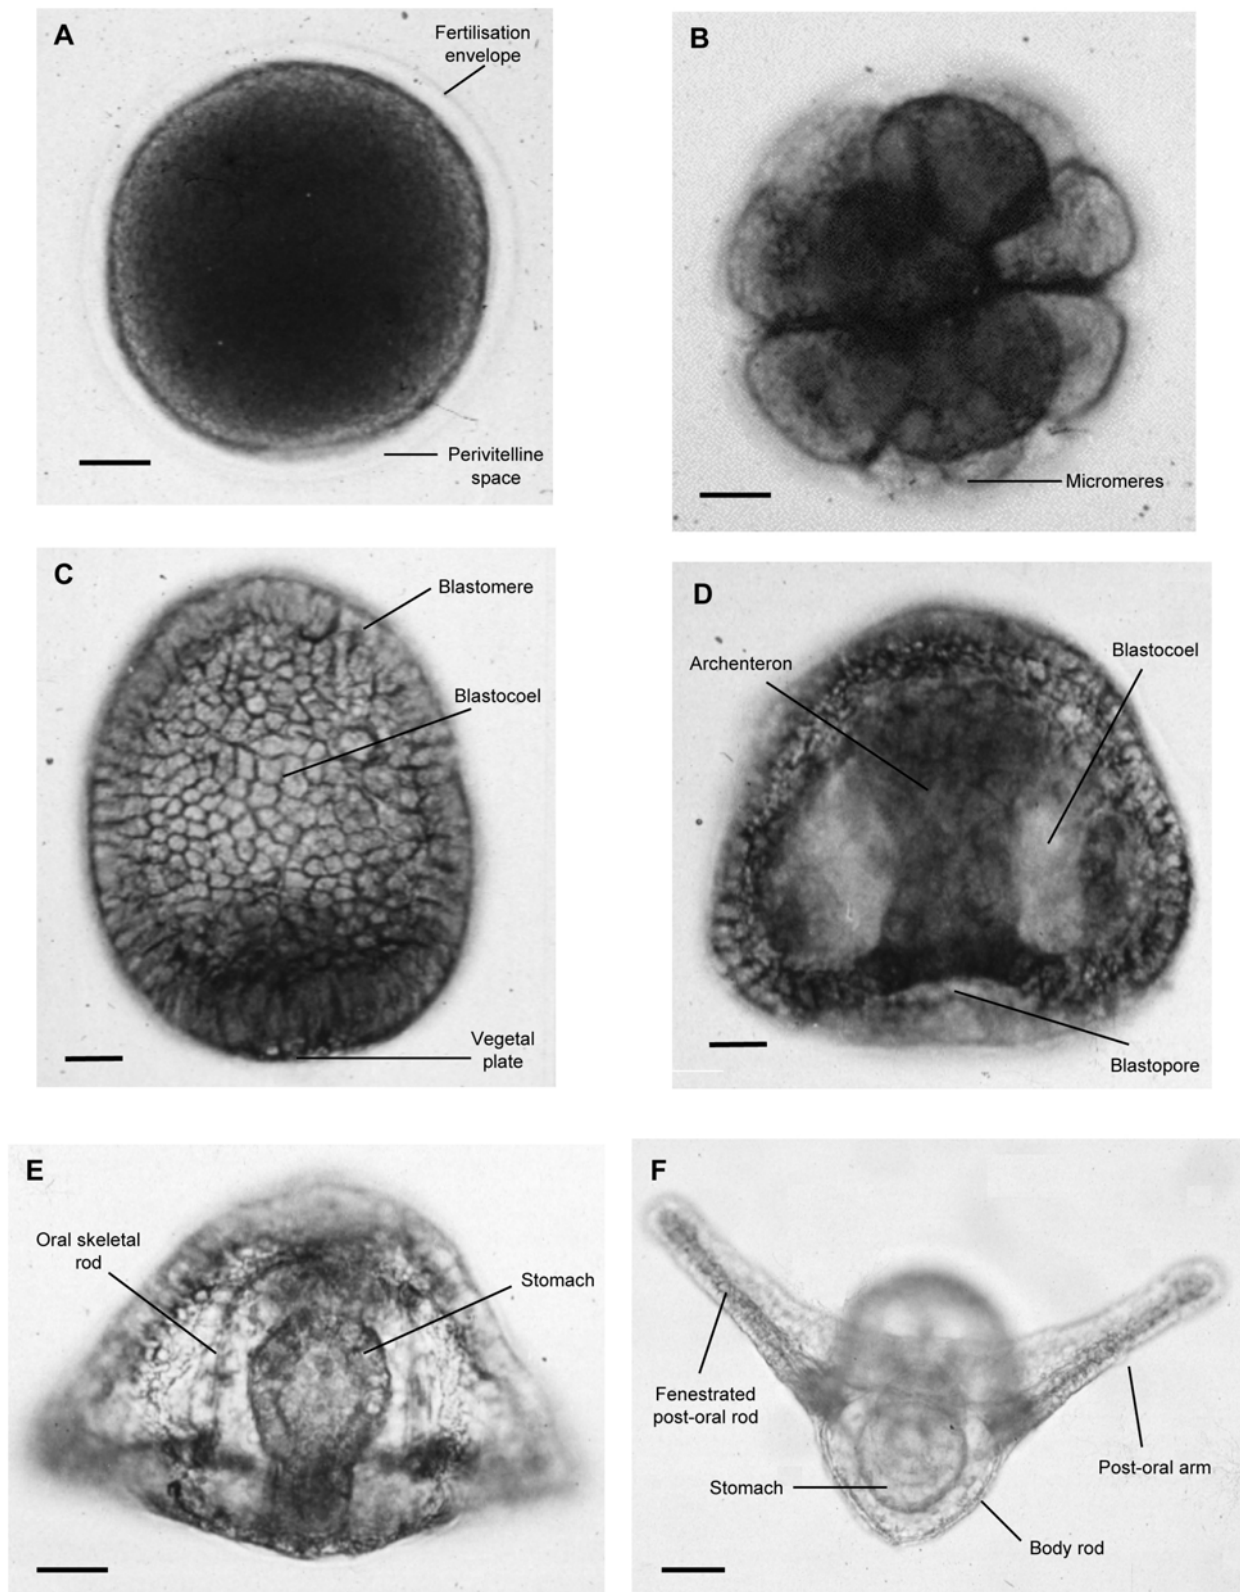 A
Fertilisation
envelope
Perivitelline
space
B
Micromeres
C
Blastomere
Blastocoel
Vegetal
plate
D
Archenteron
Blastocoel
Blastopore
E
Oral skeletal
rod
Stomach
F
Fenestrated
post-oral rod
Stomach
Post-oral arm
Body rod